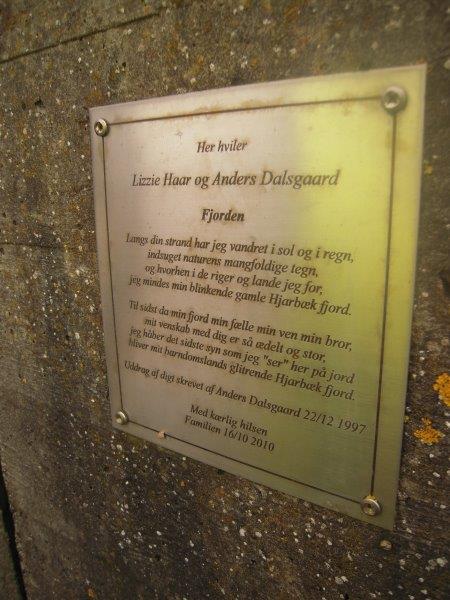 Her hviler
Lizzie Haar og Anders Dalsgaard
Fjorden
Langs din strand har jeg vandret i sol og i regn,
indsuget naturens mangfoldige tegn,
og hvorhen i de riger og lande jeg for,
jeg mindes min blinkende gamle Hjarbæk fjord.
Til sidst da min fjord min fælle min ven min bror,
mit venskab med dig er så ædelt og stor,
jeg håber det sidste syn som jeg "ser" her på jord
bliver mit barndomslands glitrende Hjarbæk fjord.
Uddrag af digt skrevet af Anders Dalsgaard 22/12 1997
Med kærlig hilsen
Familien 16/10 2010